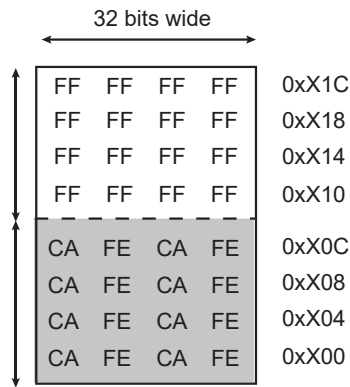 32 bits wide
FF FF FF FF 0xX1C
FF FF FF FF 0xX18
FF FF FF FF 0xX14
FF FF FF FF 0xX10
CA FE CA FE 0xX0C
CA FE CA FE 0xX08
CA FE CA FE 0xX04
CA FE CA FE 0xX00